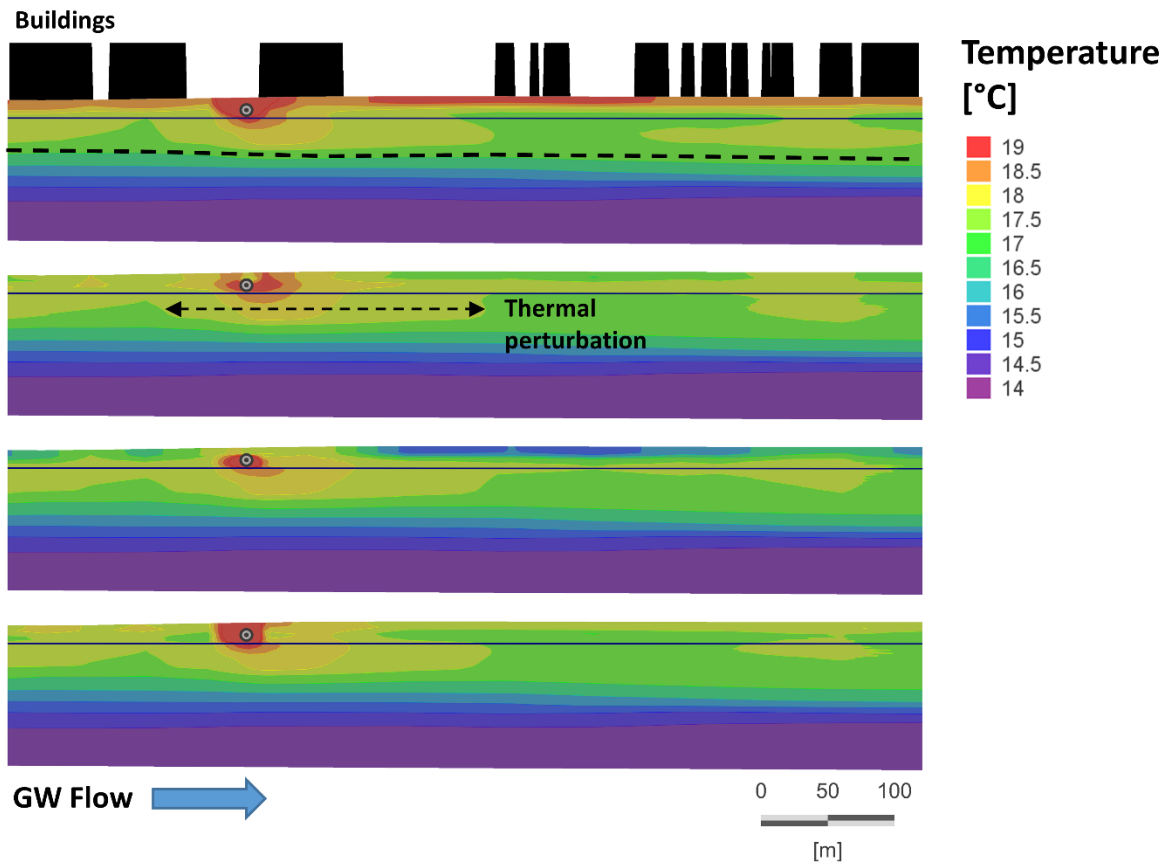 Buildings
Temperature
[°C]
19
18.5
18
17.5
17
16.5
16
15.5
15
14.5
14
Thermal
perturbation
GW Flow
0 50 100
[m]